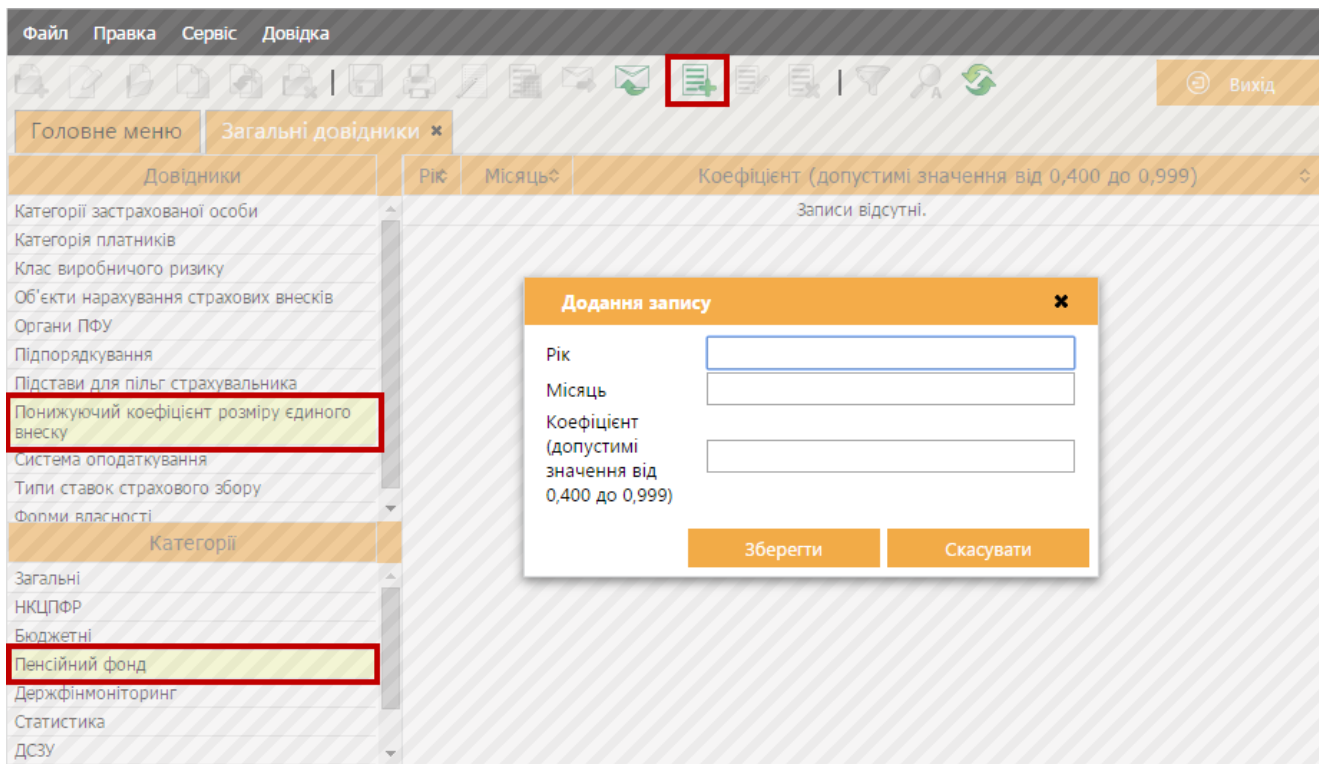 Файл Правка Сервіс Довідка
Вихід
Головне меню Загальні довідники
Довідники
Рік Місяць Коефіцієнт (допустимі значення від 0,400 до 0,999)
Записи відсутні.
Категорії застрахованої особи
Категорія платників
Клас виробничого ризику
Об'єкти нарахування страхових внесків
Органи ПФУ
Підпорядкування
Підстави для пільг страхувальника
Понижуючий коефіцієнт розміру єдиного
внеску
Система оподаткування
Типи ставок страхового збору
Форми власності
Категорії
Загальні
НКЦПФР
Бюджетні
Пенсійний фонд
Держфінмоніторинг
Статистика
ДСЗУ
Додання запису
Рік
Місяць
Коефіцієнт
(допустимі
значення від
0,400 до 0,999)
Зберегти Скасувати